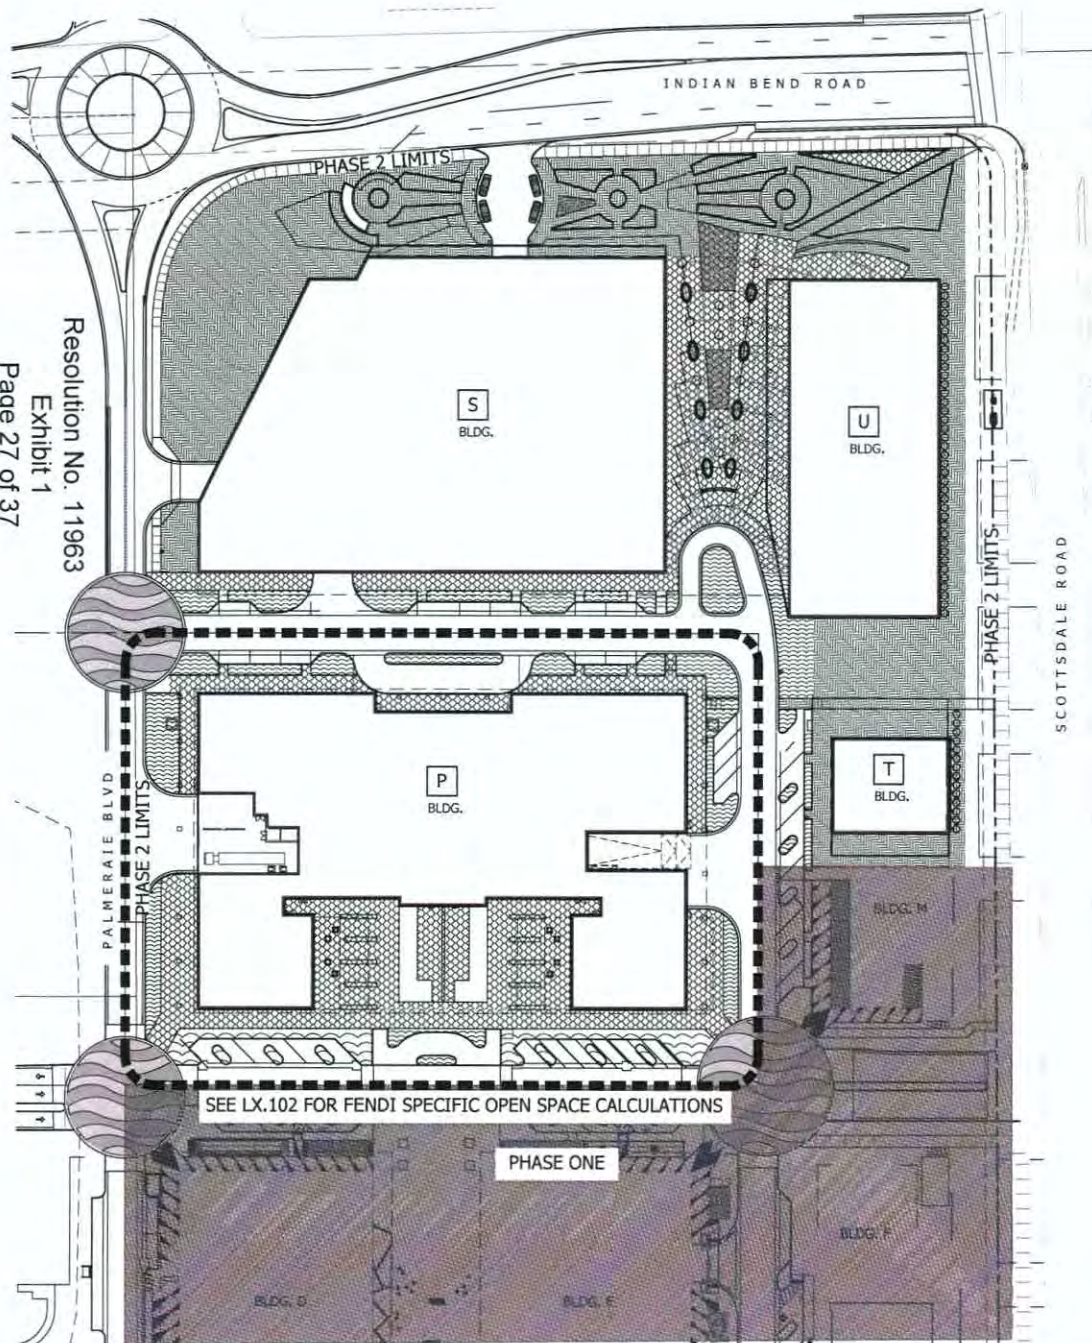 INDIAN BEND ROAD
PHASE 2 LIMITS
Resolution No. 11963
Exhibit 1
Page 27 of 37
S
BLDG.
U
BLDG.
PHASE 2 LIMITS
SCOTTSDALE ROAD
P
BLDG.
T
BLDG.
PALMERAIE BLVD
PHASE 2 LIMITS
BLDG. M
SEE LX.102 FOR FENDI SPECIFIC OPEN SPACE CALCULATIONS
PHASE ONE
BLDG. F
BLDG. D
BLDG. E